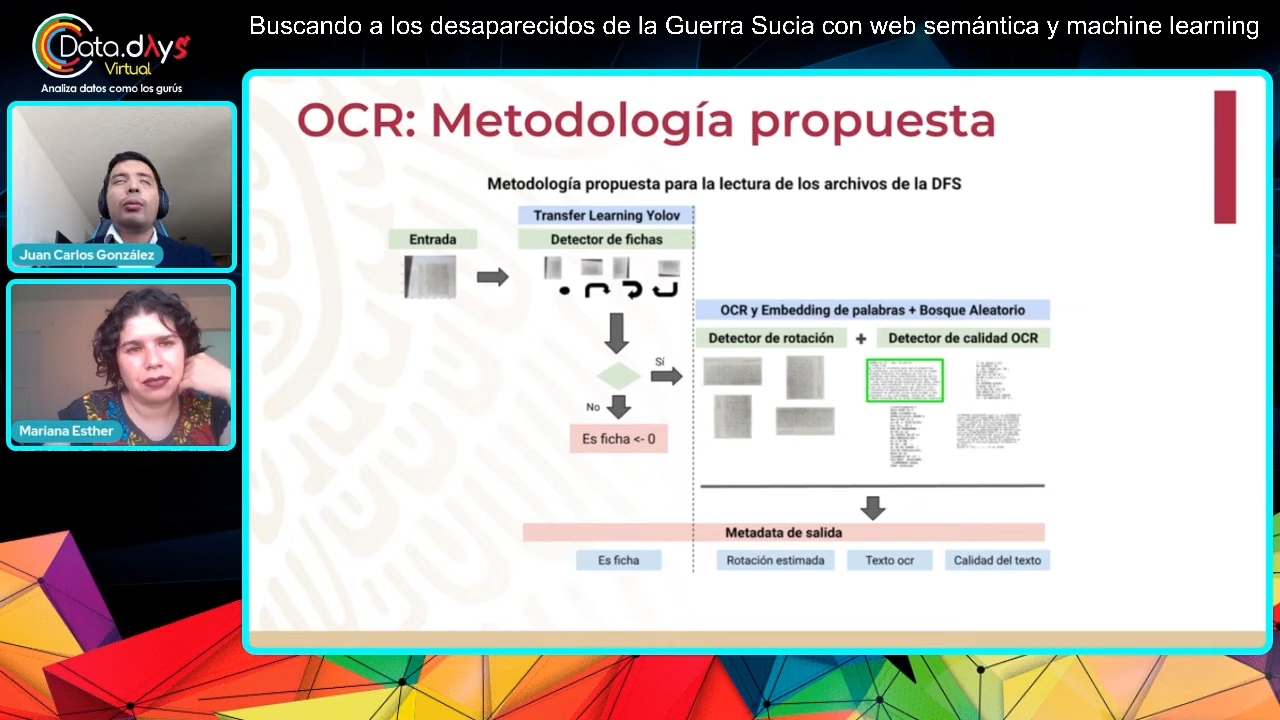 Buscando a los desaparecidos de la Guerra Sucia con web semántica y machine learning
Data.dAys
Virtual
Analiza datos como los gurús
Juan Carlos González
Mariana Esther
OCR: Metodología propuesta
Metodología propuesta para la lectura de los archivos de la DFS
Transfer Learning Yolov
Entrada
Detector de fichas
OCR y Embedding de palabras + Bosque Aleatorio
Detector de rotación + Detector de calidad OCR
Sí
No
Es ficha <- 0
Metadata de salida
Es ficha
Rotación estimada
Texto ocr
Calidad del texto